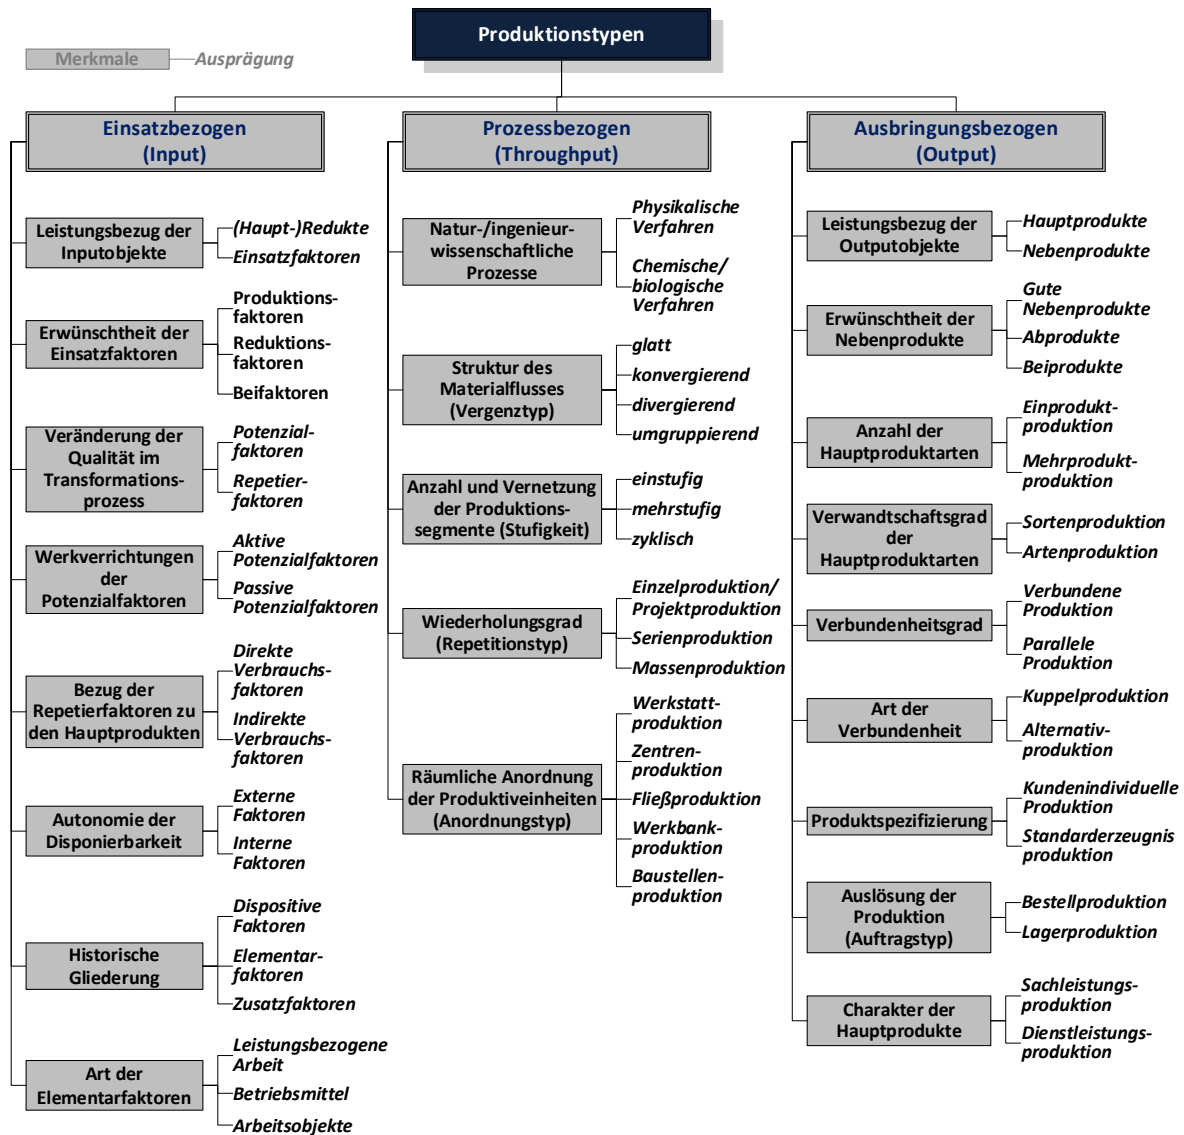 Produktionstypen
Merkmale
Ausprägung
Einsatzbezogen
(Input)
Leistungsbezug der
Inputobjekte
(Haupt-)Redukte
Einsatzfaktoren
Erwünschtheit der
Einsatzfaktoren
Produktions-
faktoren
Reduktions-
faktoren
Beifaktoren
Veränderung der
Qualität im
Transformations-
prozess
Potenzial-
faktoren
Repetier-
faktoren
Werkverrichtungen
der
Potenzialfaktoren
Aktive
Potenzialfaktoren
Passive
Potenzialfaktoren
Bezug der
Repetierfaktoren zu
den Hauptprodukten
Direkte
Verbrauchs-
faktoren
Indirekte
Verbrauchs-
faktoren
Autonomie der
Disponierbarkeit
Externe
Faktoren
Interne
Faktoren
Historische
Gliederung
Dispositive
Faktoren
Elementar-
faktoren
Zusatzfaktoren
Art der
Elementarfaktoren
Leistungsbezogene
Arbeit
Betriebsmittel
Arbeitsobjekte
Prozessbezogen
(Throughput)
Natur-/ingenieur-
wissenschaftliche
Prozesse
Physikalische
Verfahren
Chemische/
biologische
Verfahren
Struktur des
Materialflusses
(Vergenztyp)
glatt
konvergierend
divergierend
umgruppierend
Anzahl und Vernetzung
der Produktions-
segmente (Stufigkeit)
einstufig
mehrstufig
zyklisch
Wiederholungsgrad
(Repetitionstyp)
Einzelproduktion/
Projektproduktion
Serienproduktion
Massenproduktion
Räumliche Anordnung
der Produktiveinheiten
(Anordnungstyp)
Werkstatt-
produktion
Zentren-
produktion
Fließproduktion
Werkbank-
produktion
Baustellen-
produktion
Ausbringungsbezogen
(Output)
Leistungsbezug der
Outputobjekte
Hauptprodukte
Nebenprodukte
Erwünschtheit der
Nebenprodukte
Gute
Nebenprodukte
Abprodukte
Beiprodukte
Anzahl der
Hauptproduktarten
Einprodukt-
produktion
Mehrprodukt-
produktion
Verwandtschaftsgrad
der
Hauptproduktarten
Sortenproduktion
Artenproduktion
Verbundenheitsgrad
Verbundene
Produktion
Parallele
Produktion
Art der
Verbundenheit
Kuppelproduktion
Alternativ-
produktion
Produktspezifizierung
Kundenindividuelle
Produktion
Standarderzeugnis
produktion
Auslösung der
Produktion
(Auftragstyp)
Bestellproduktion
Lagerproduktion
Charakter der
Hauptprodukte
Sachleistungs-
produktion
Dienstleistungs-
produktion